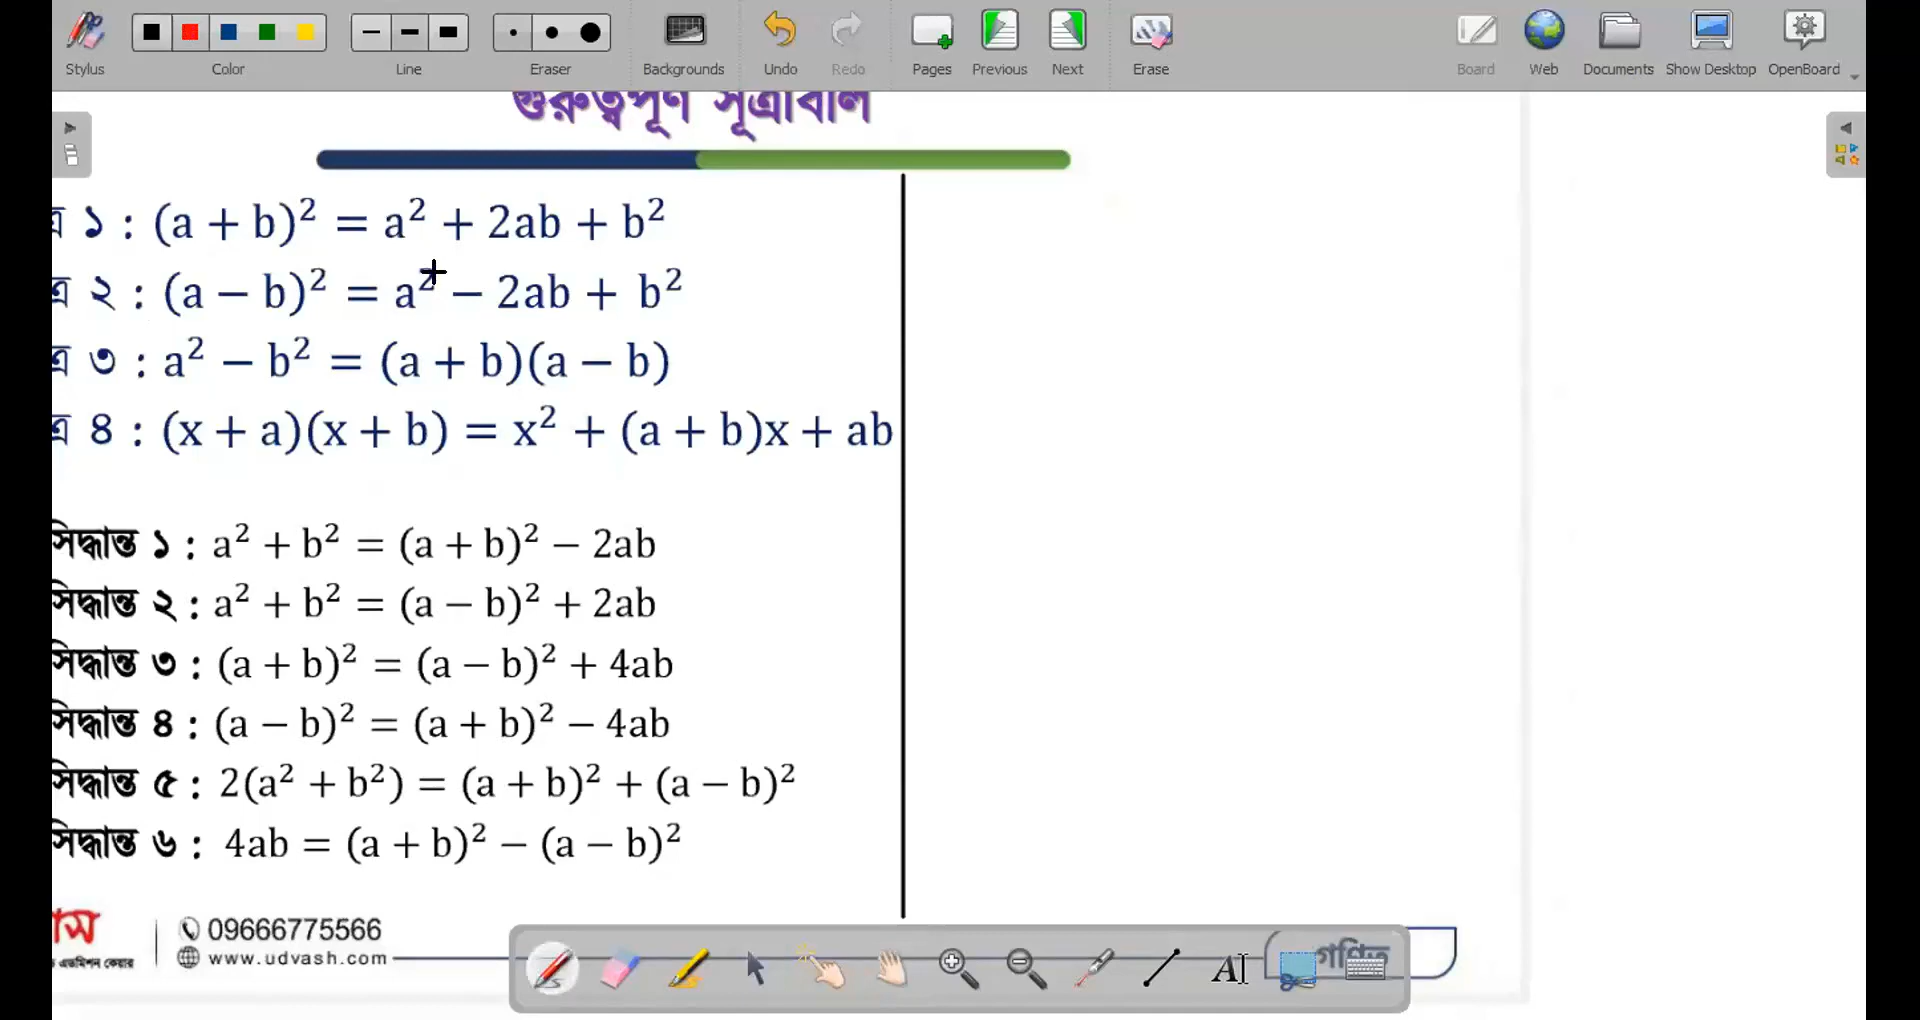 Stylus Color Line Eraser Backgrounds Undo Redo Pages Previous Next Erase Board Web Documents Show Desktop OpenBoard
গুরুত্বপূর্ণ সূত্রাবলি
ত্র ১ : (a + b)² = a² + 2ab + b²
ত্র ২ : (a − b)² = a² − 2ab + b²
ত্র ৩ : a² − b² = (a + b)(a − b)
ত্র ৪ : (x + a)(x + b) = x² + (a + b)x + ab
সিদ্ধান্ত ১ : a² + b² = (a + b)² − 2ab
সিদ্ধান্ত ২ : a² + b² = (a − b)² + 2ab
সিদ্ধান্ত ৩ : (a + b)² = (a − b)² + 4ab
সিদ্ধান্ত ৪ : (a − b)² = (a + b)² − 4ab
সিদ্ধান্ত ৫ : 2(a² + b²) = (a + b)² + (a − b)²
সিদ্ধান্ত ৬ : 4ab = (a + b)² − (a − b)²
09666775566
www.udvash.com
এডমিশন কেয়ার
গণিত